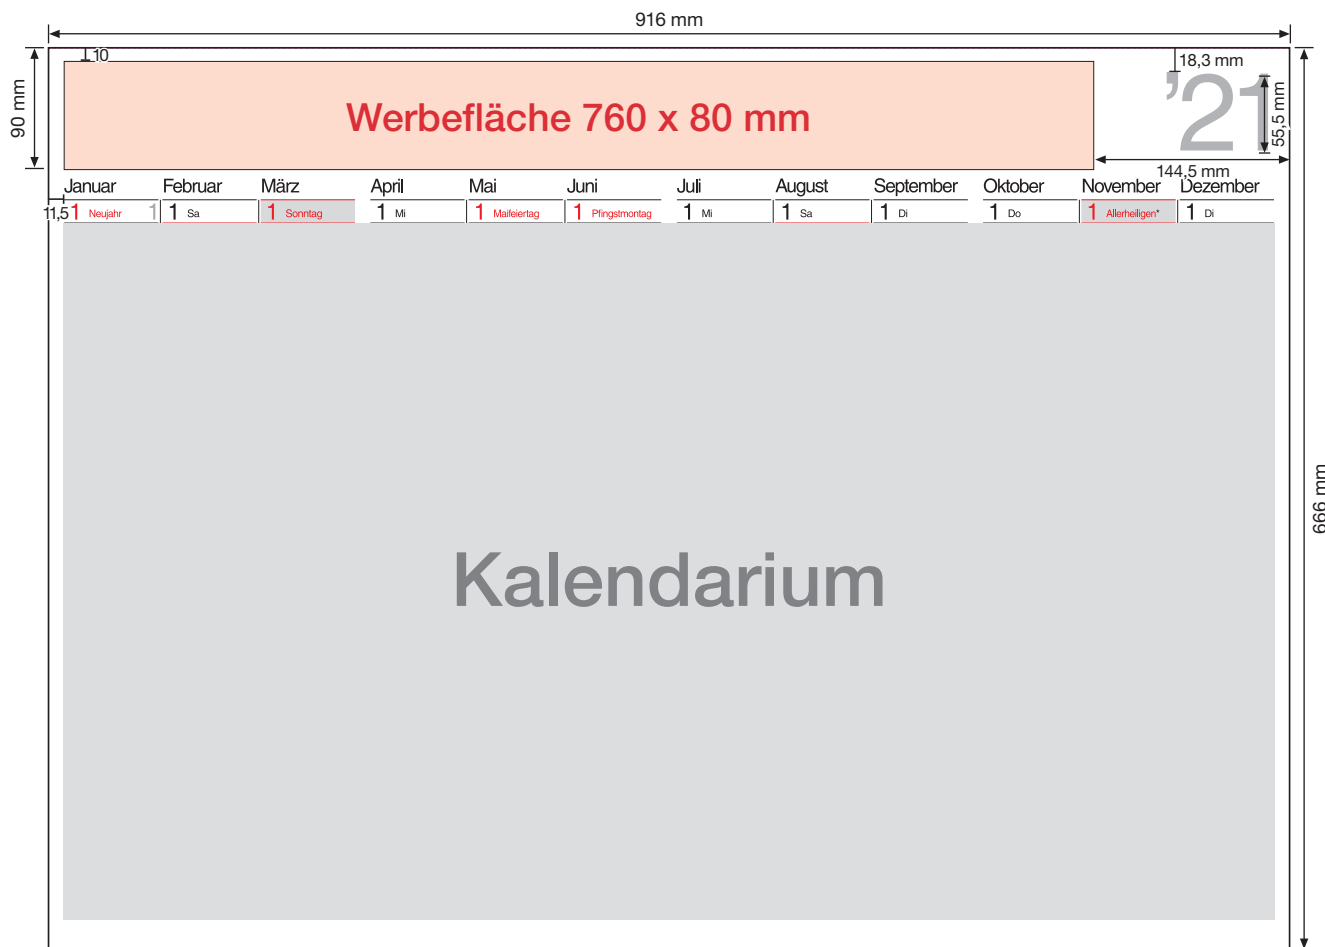 916 mm
10
18,3 mm
90 mm
Werbefläche 760 x 80 mm
’21
55,5 mm
144,5 mm
Januar Februar März April Mai Juni Juli August September Oktober November Dezember
11,5 1 Neujahr 1 1 Sa 1 Sonntag 1 Mi 1 Maifeiertag 1 Pfingstmontag 1 Mi 1 Sa 1 Di 1 Do 1 Allerheiligen* 1 Di
666 mm
Kalendarium